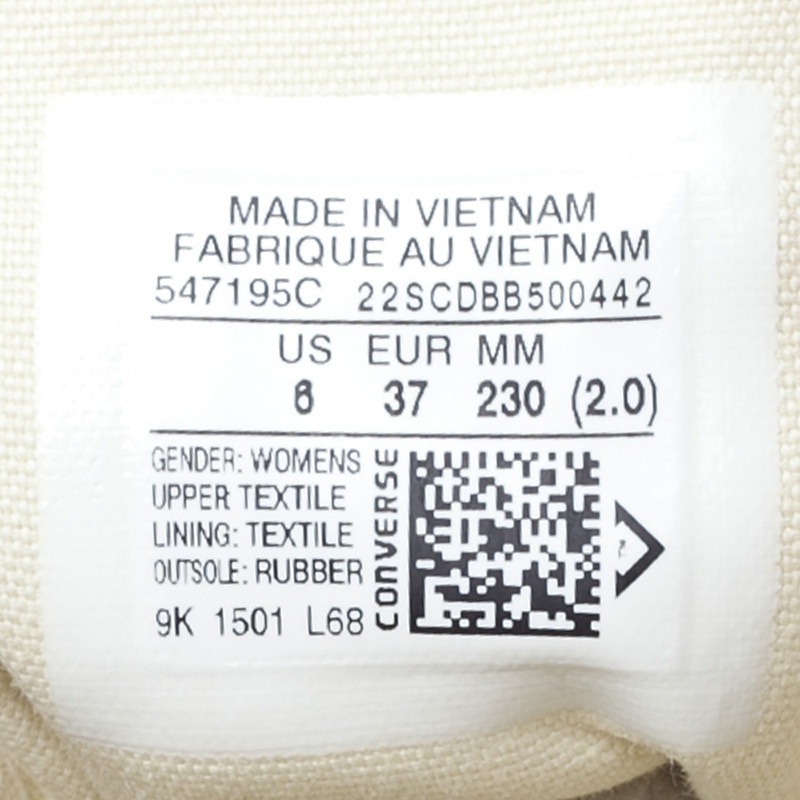 MADE IN VIETNAM
FABRIQUE AU VIETNAM
547195C 22SCDBB500442
US EUR MM
6 37 230 (2.0)
GENDER: WOMENS
UPPER TEXTILE
LINING: TEXTILE
OUTSOLE: RUBBER
9K 1501 L68
CONVERSE